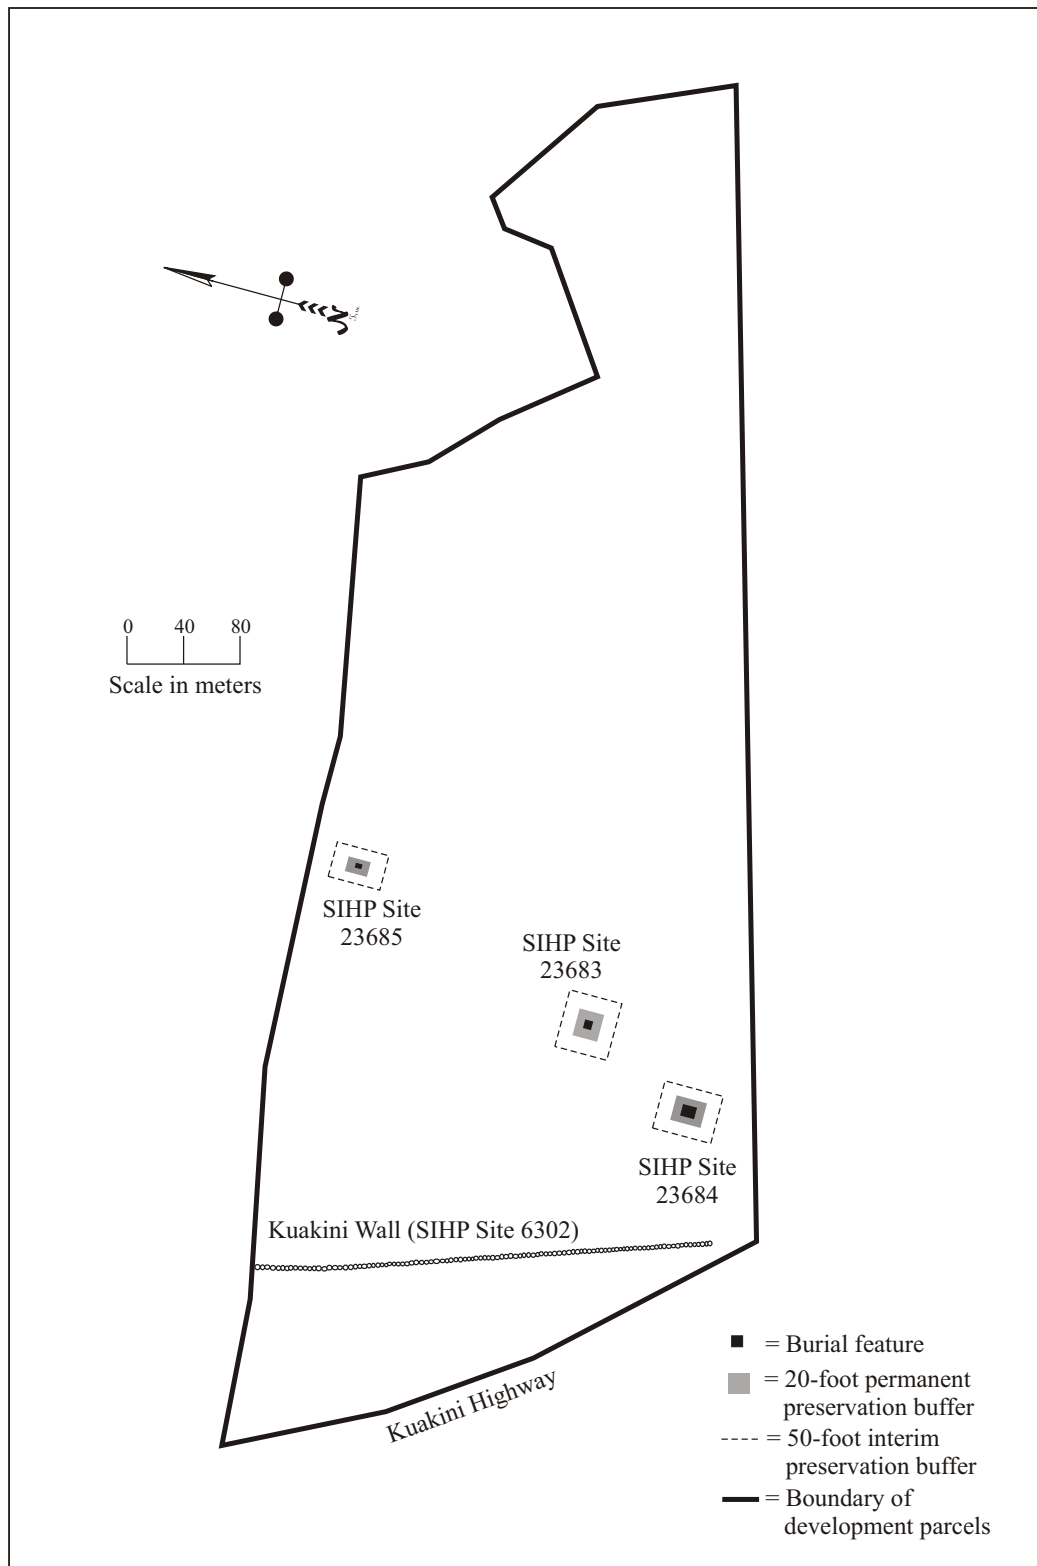 0 40 80
Scale in meters
SIHP Site
23685
SIHP Site
23683
SIHP Site
23684
Kuakini Wall (SIHP Site 6302)
Kuakini Highway
= Burial feature
= 20-foot permanent
preservation buffer
= 50-foot interim
preservation buffer
= Boundary of
development parcels